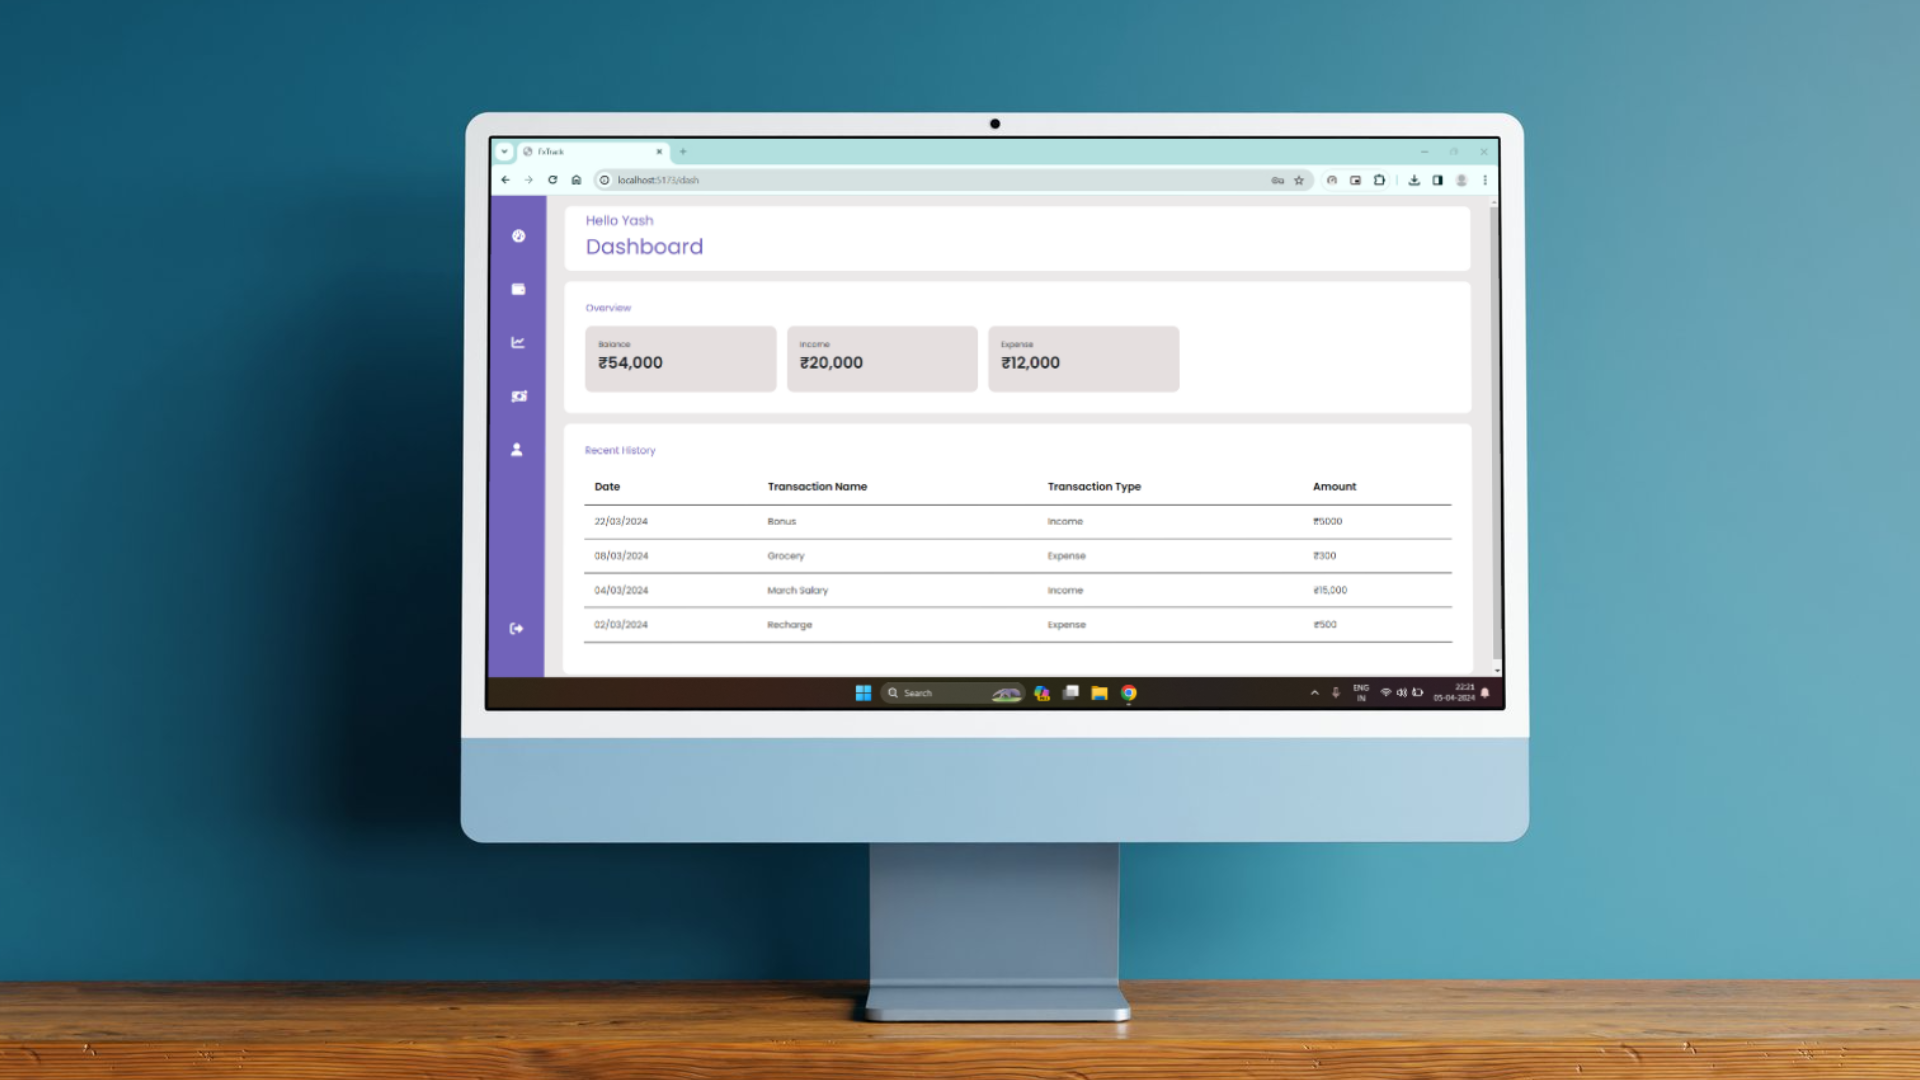 FxTrack
localhost:5173/dash
Hello Yash
Dashboard
Overview
Balance Income Expense
₹54,000 ₹20,000 ₹12,000
Recent History
Date Transaction Name Transaction Type Amount
22/03/2024 Bonus Income ₹5000
08/03/2024 Grocery Expense ₹300
04/03/2024 March Salary Income ₹15,000
02/03/2024 Recharge Expense ₹500
Search
ENG
IN
22:21
05-04-2024